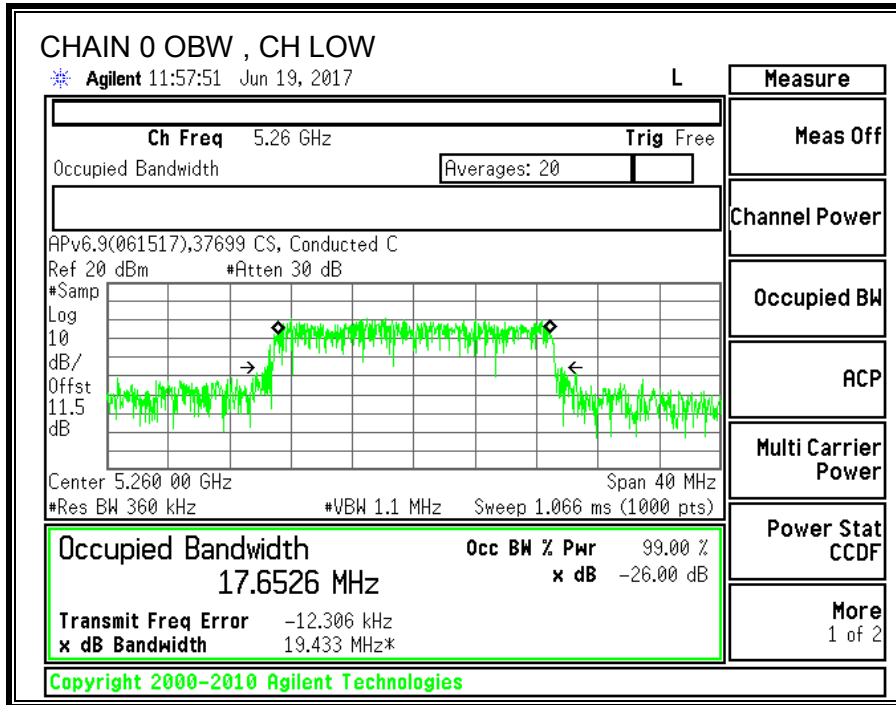 CHAIN 0 OBW , CH LOW
Agilent 11:57:51 Jun 19, 2017 L
Measure
Ch Freq 5.26 GHz Trig Free
Meas Off
Occupied Bandwidth Averages: 20
Channel Power
APv6.9(061517),37699 CS, Conducted C
Ref 20 dBm #Atten 30 dB
#Samp
Log
10
dB/
Offst
11.5
dB
Occupied BW
ACP
Multi Carrier
Power
Center 5.260 00 GHz Span 40 MHz
#Res BW 360 kHz #VBW 1.1 MHz Sweep 1.066 ms (1000 pts)
Occupied Bandwidth Occ BW % Pwr 99.00 %
17.6526 MHz x dB -26.00 dB
Power Stat
CCDF
Transmit Freq Error -12.306 kHz
x dB Bandwidth 19.433 MHz*
More
1 of 2
Copyright 2000-2010 Agilent Technologies